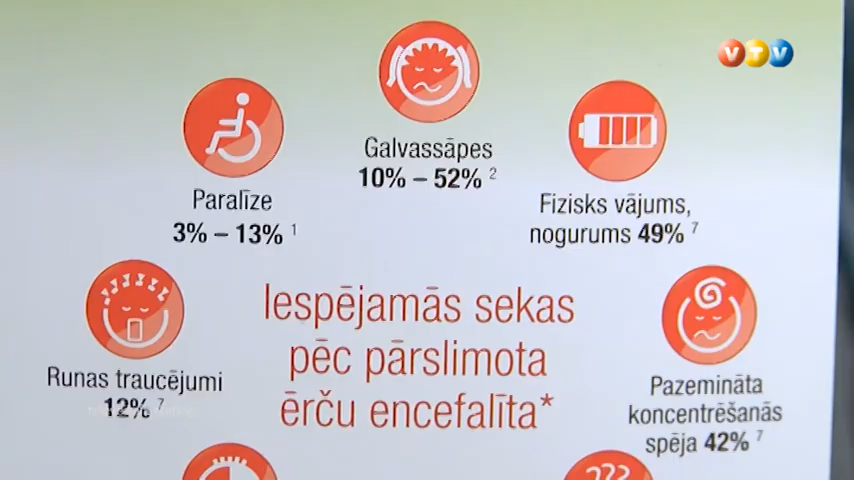 VTV
Galvassāpes
10% – 52% 2
Paralīze
3% – 13% 1
Fizisks vājums,
nogurums 49% 7
Iespējamās sekas
pēc pārslimota
ērču encefalīta*
Runas traucējumi
12% 7
Pazemināta
koncentrēšanās
spēja 42% 7
???